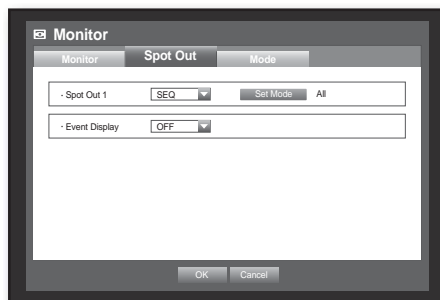 Monitor
Monitor Spot Out Mode
· Spot Out 1 SEQ Set Mode All
· Event Display OFF
OK Cancel